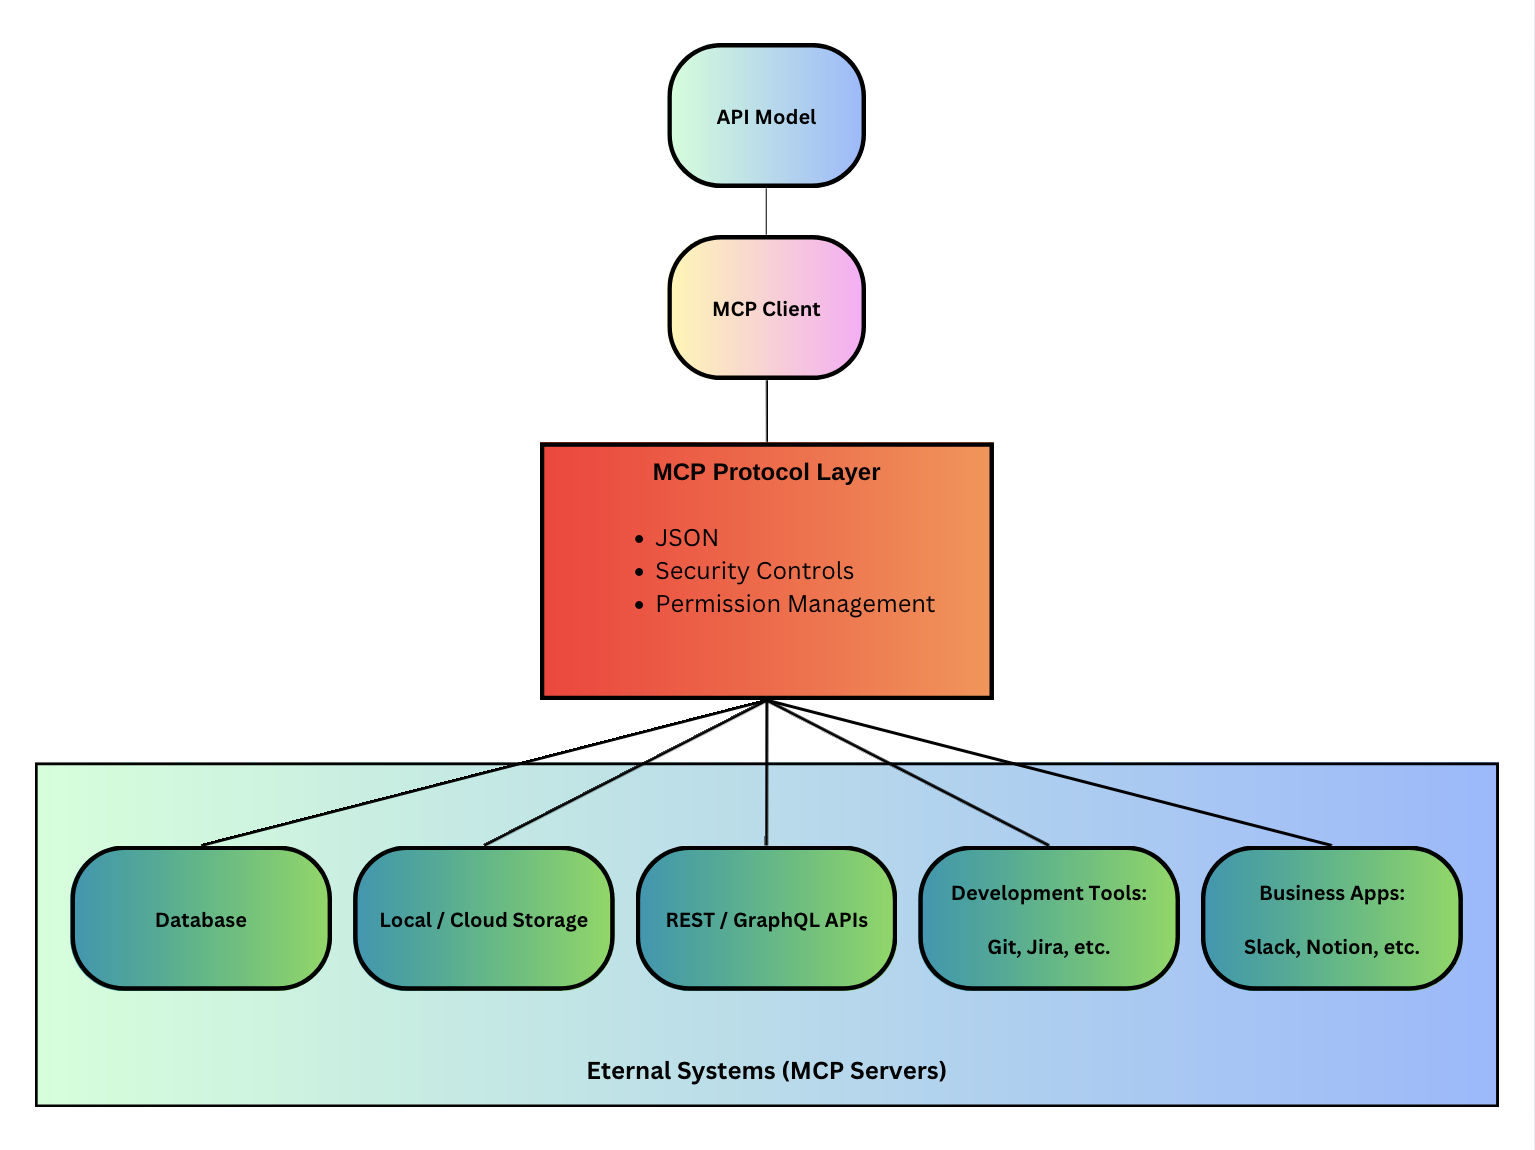 API Model
MCP Client
MCP Protocol Layer
• JSON
• Security Controls
• Permission Management
Database
Local / Cloud Storage
REST / GraphQL APIs
Development Tools:
Git, Jira, etc.
Business Apps:
Slack, Notion, etc.
Eternal Systems (MCP Servers)